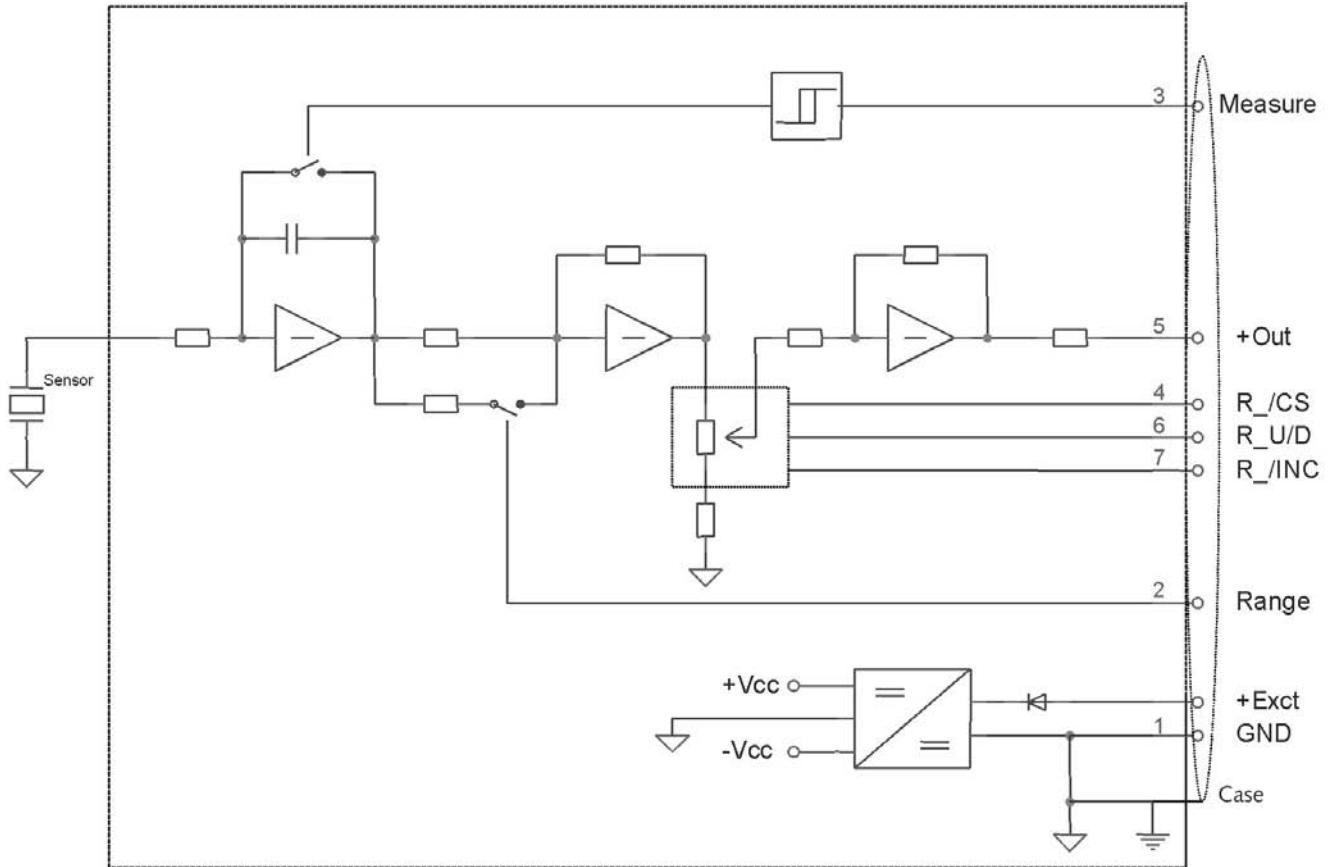 3 Measure
Sensor
5 +Out
4 R_/CS
6 R_U/D
7 R_/INC
2 Range
+Vcc
+Exct
1 GND
-Vcc
Case